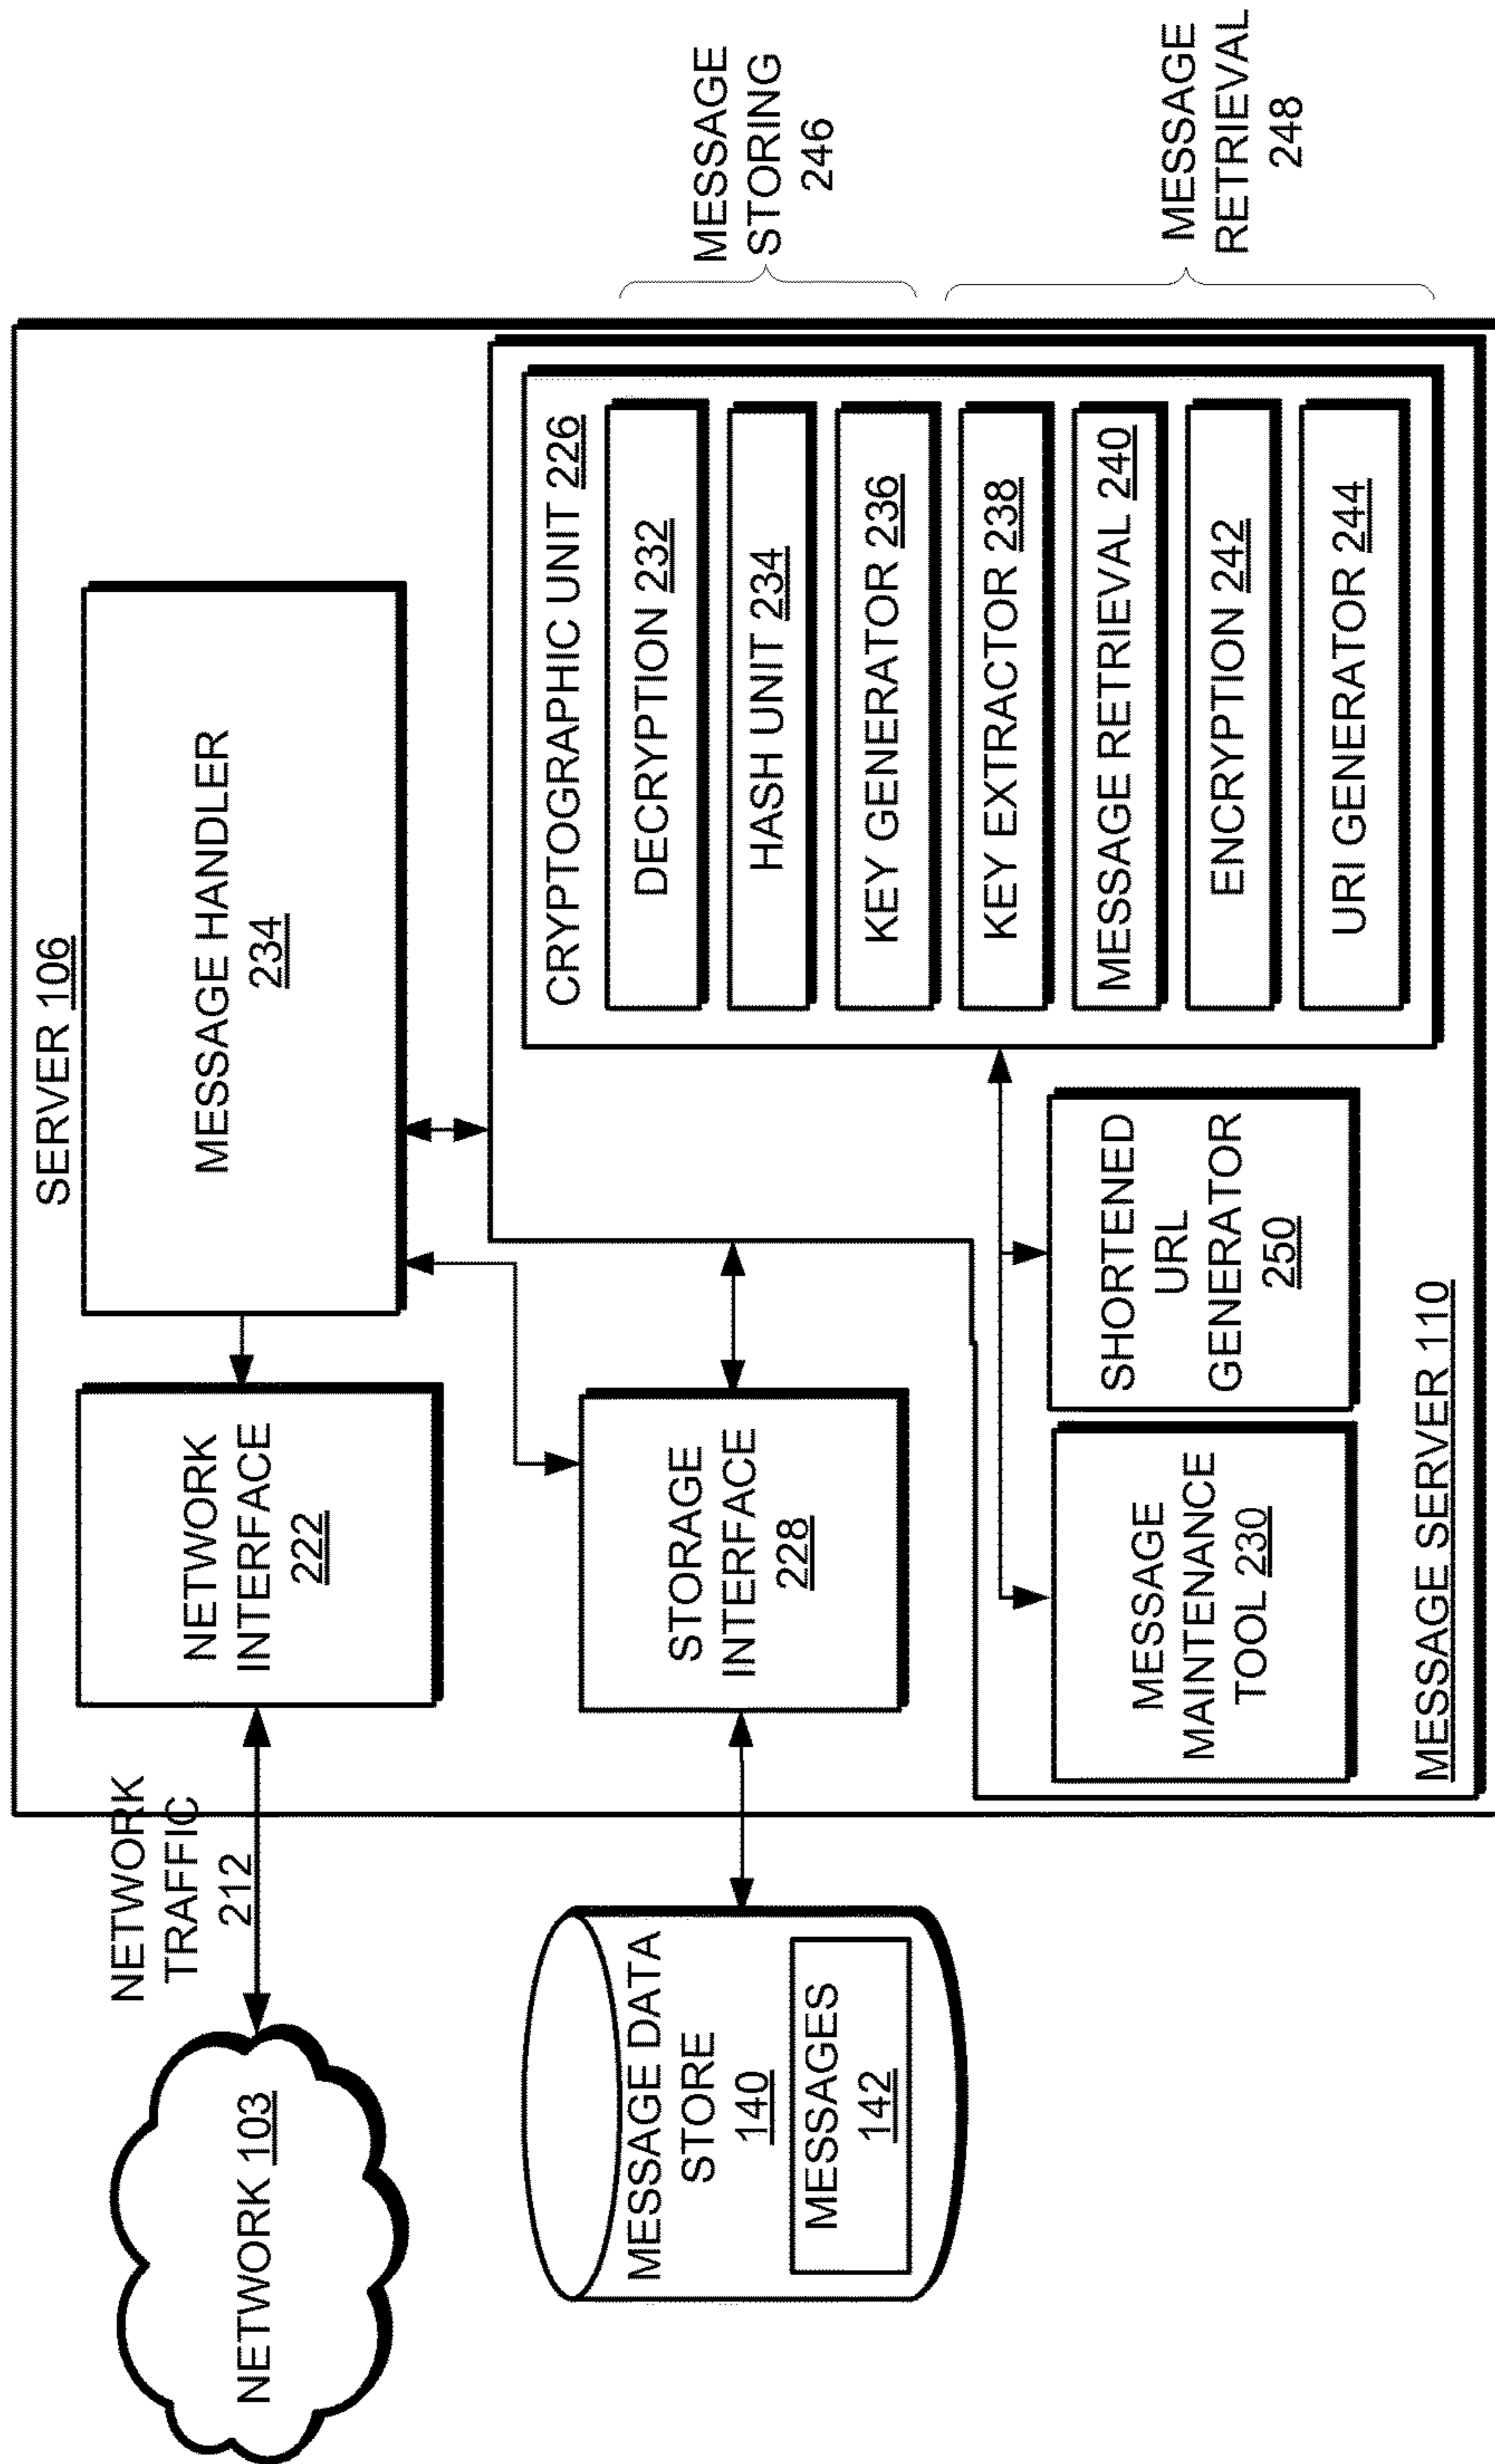 SERVER 106
NETWORK
TRAFFIC
212
NETWORK 103
NETWORK
INTERFACE
222
MESSAGE HANDLER
234
MESSAGE DATA
STORE
140
MESSAGES
142
STORAGE
INTERFACE
228
CRYPTOGRAPHIC UNIT 226
DECRYPTION 232
HASH UNIT 234
KEY GENERATOR 236
KEY EXTRACTOR 238
MESSAGE RETRIEVAL 240
ENCRYPTION 242
URI GENERATOR 244
MESSAGE
STORING
246
MESSAGE
RETRIEVAL
248
MESSAGE
MAINTENANCE
TOOL 230
SHORTENED
URL
GENERATOR
250
MESSAGE SERVER 110